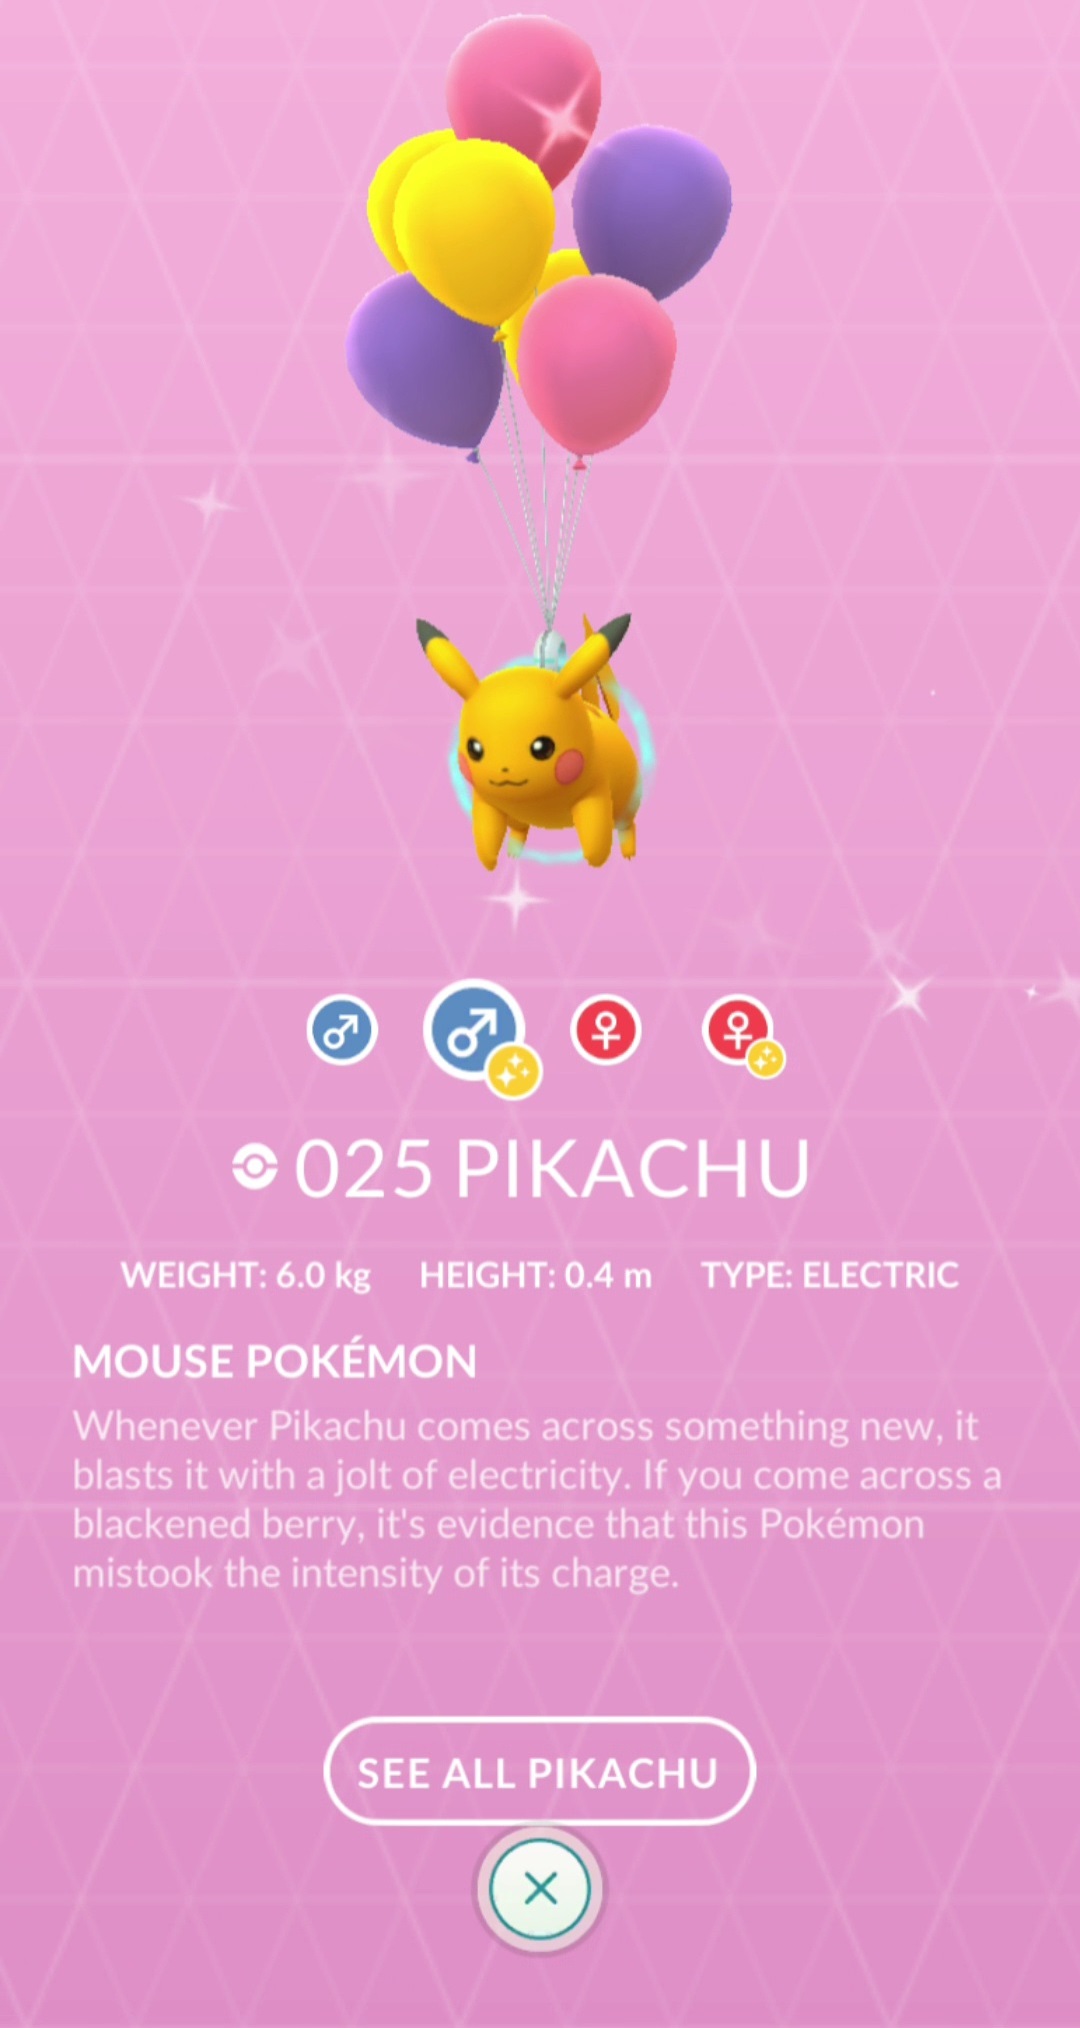 025 PIKACHU
WEIGHT: 6.0 kg HEIGHT: 0.4 m TYPE: ELECTRIC
MOUSE POKÉMON
Whenever Pikachu comes across something new, it
blasts it with a jolt of electricity. If you come across a
blackened berry, it's evidence that this Pokémon
mistook the intensity of its charge.
SEE ALL PIKACHU